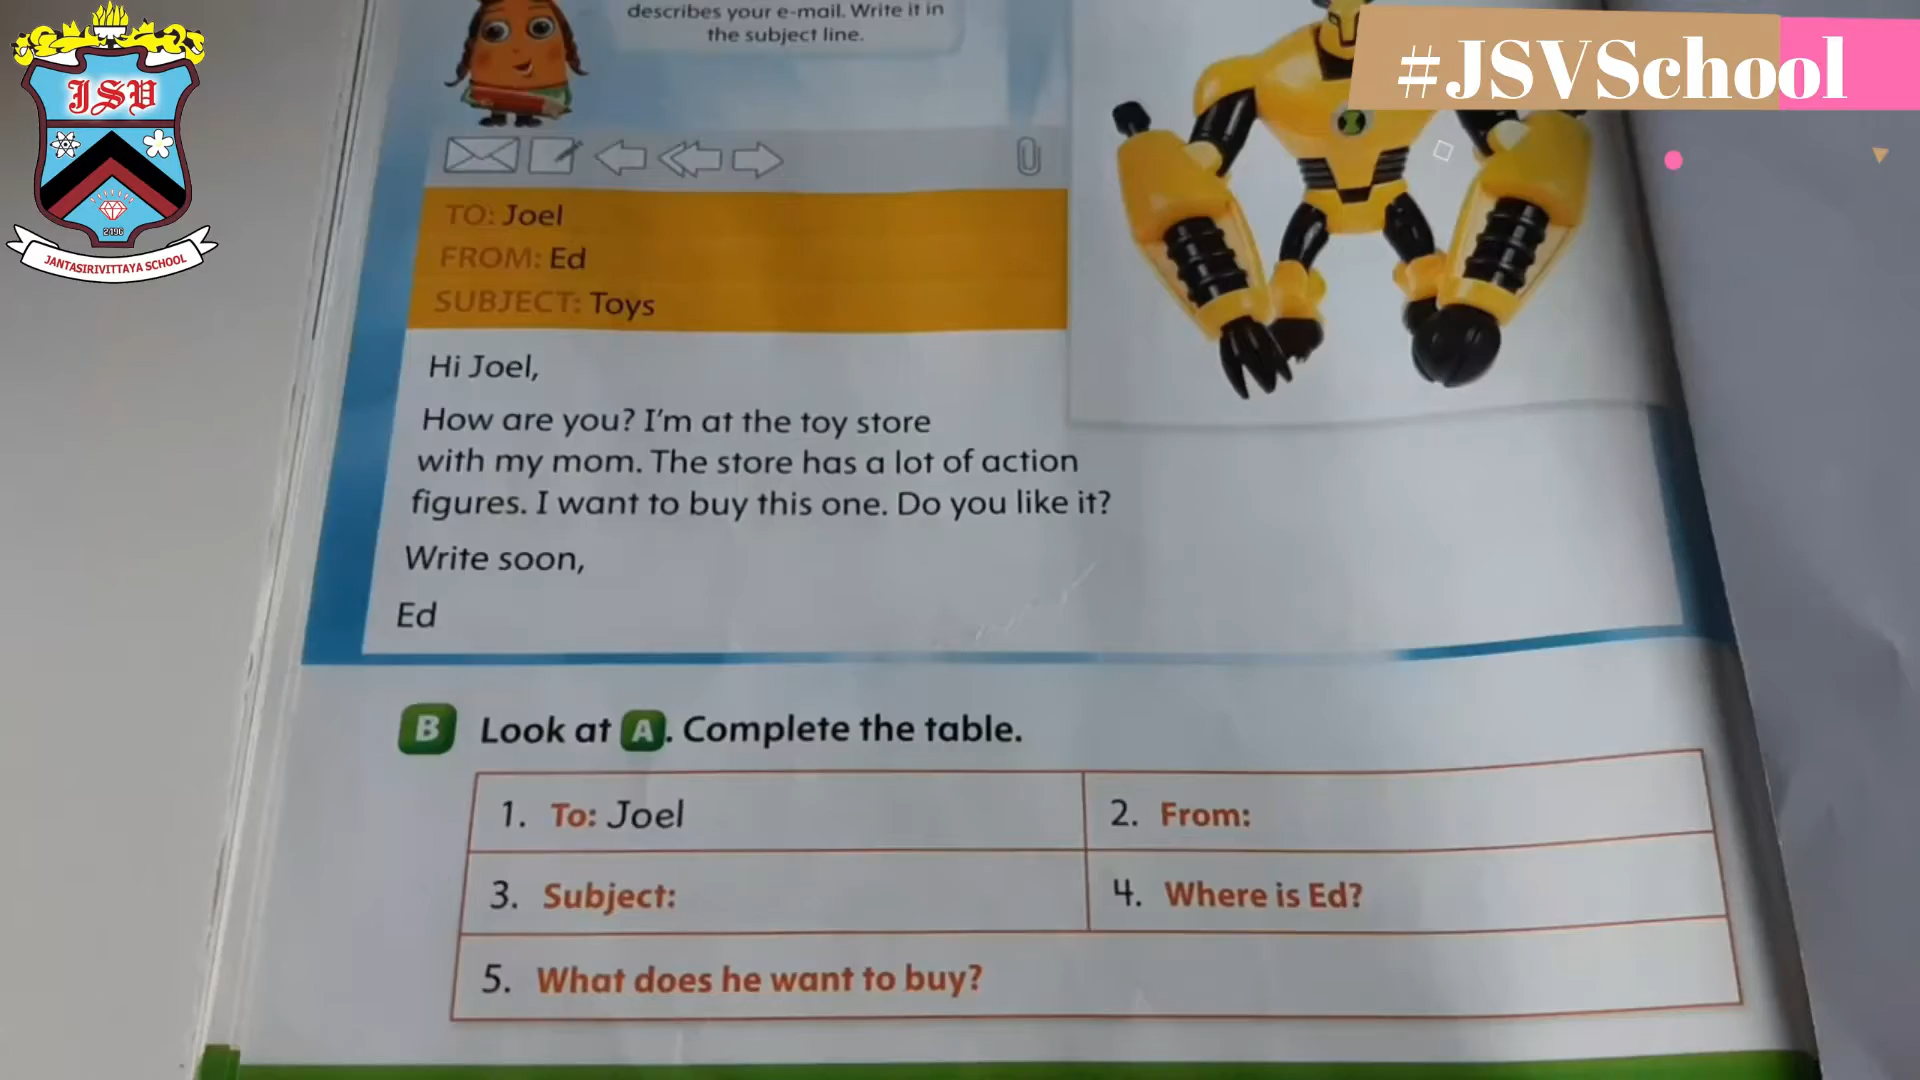 describes your e-mail. Write it in
the subject line.
#JSVSchool
JSV
2496
JANTASIRIVITTAYA SCHOOL
TO: Joel
FROM: Ed
SUBJECT: Toys
Hi Joel,
How are you? I'm at the toy store
with my mom. The store has a lot of action
figures. I want to buy this one. Do you like it?
Write soon,
Ed
B Look at A. Complete the table.
1. To: Joel
2. From:
3. Subject:
4. Where is Ed?
5. What does he want to buy?